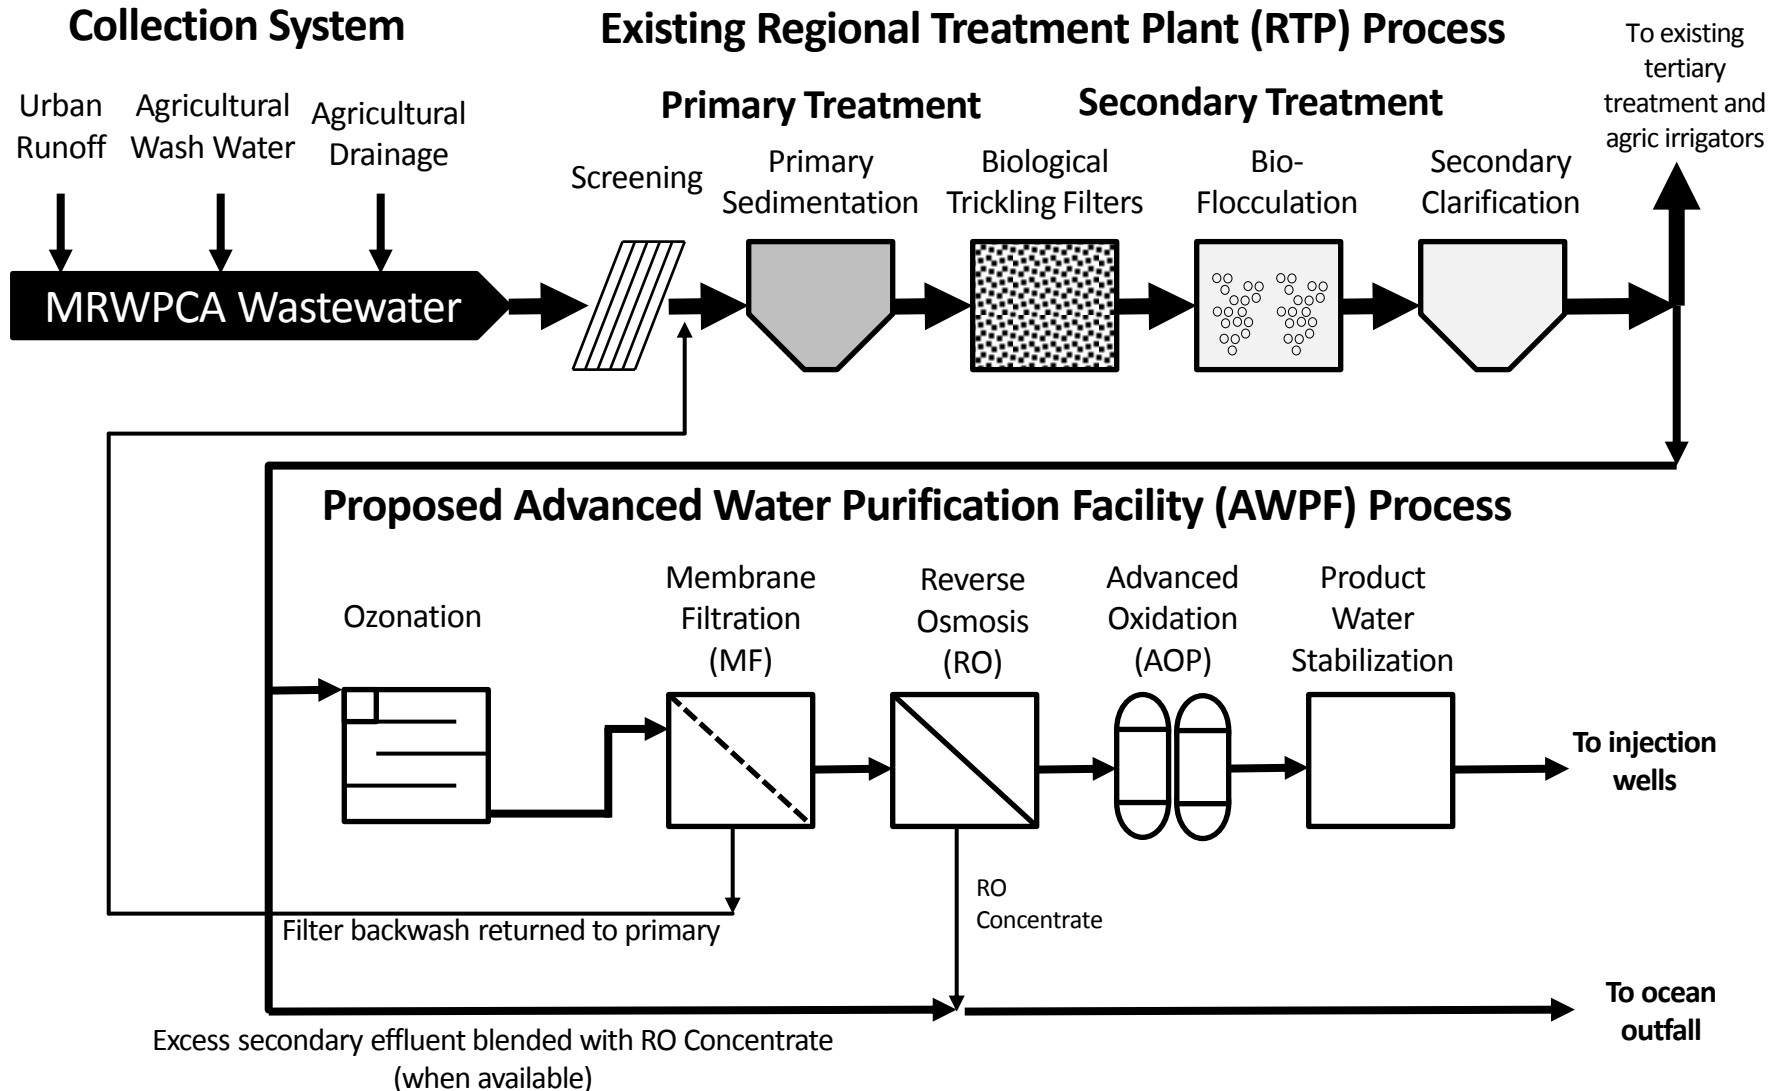 Collection System
Existing Regional Treatment Plant (RTP) Process
To existing
tertiary
treatment and
agric irrigators
Urban
Runoff
Agricultural
Wash Water
Agricultural
Drainage
Primary Treatment
Secondary Treatment
Screening
Primary
Sedimentation
Biological
Trickling Filters
Bio-
Flocculation
Secondary
Clarification
MRWPCA Wastewater
Proposed Advanced Water Purification Facility (AWPF) Process
Ozonation
Membrane
Filtration
(MF)
Reverse
Osmosis
(RO)
Advanced
Oxidation
(AOP)
Product
Water
Stabilization
To injection
wells
Filter backwash returned to primary
RO
Concentrate
To ocean
outfall
Excess secondary effluent blended with RO Concentrate
(when available)